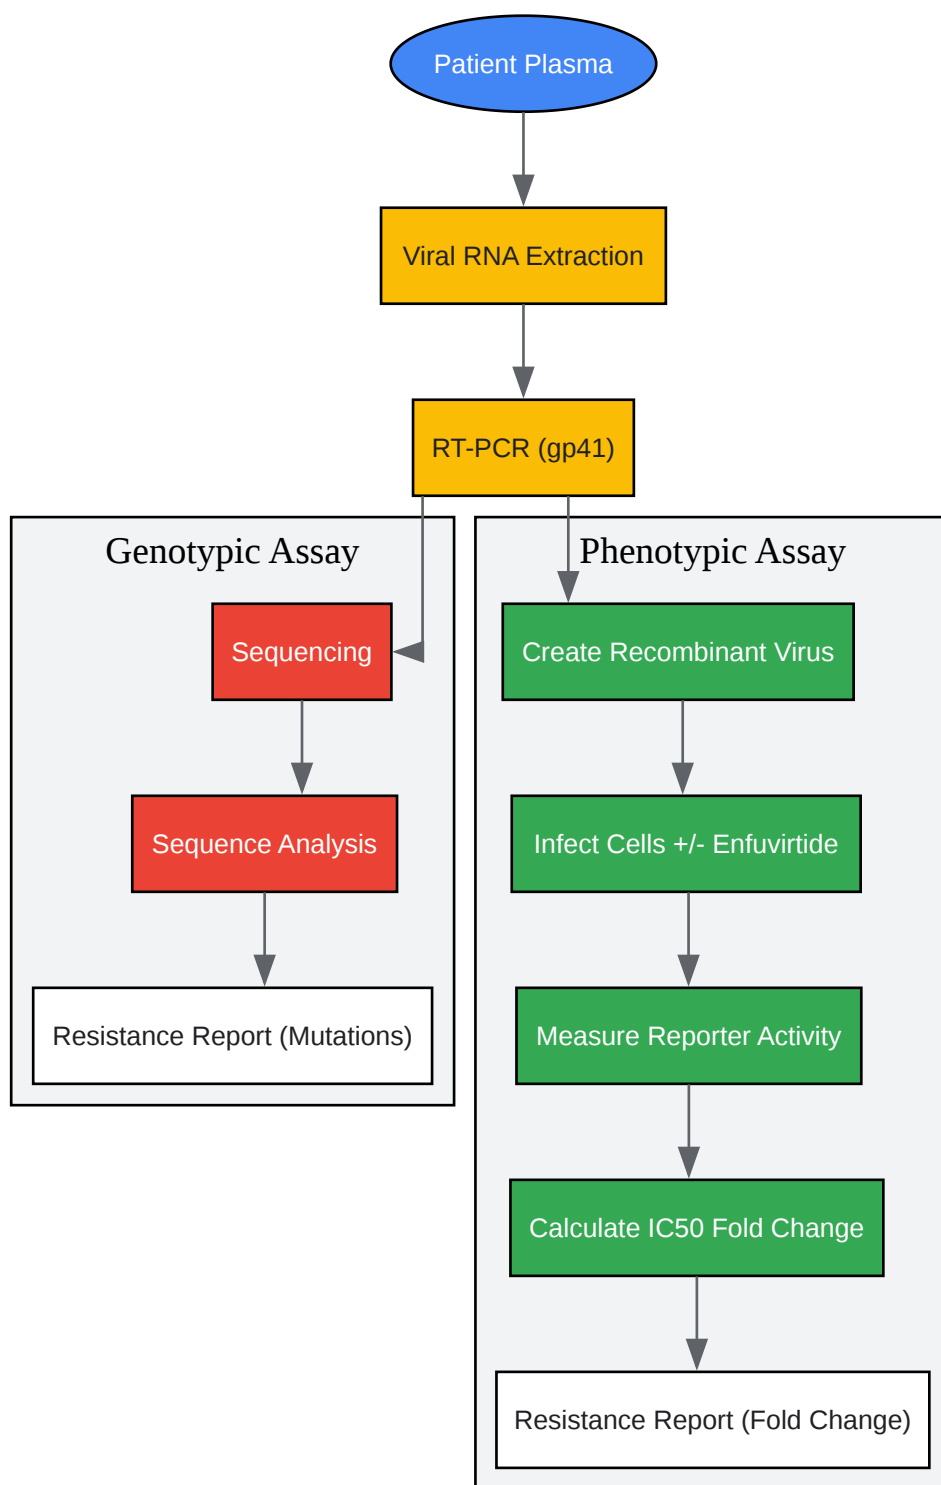 Patient Plasma
Viral RNA Extraction
RT-PCR (gp41)
Genotypic Assay
Sequencing
Sequence Analysis
Resistance Report (Mutations)
Phenotypic Assay
Create Recombinant Virus
Infect Cells +/- Enfuvirtide
Measure Reporter Activity
Calculate IC50 Fold Change
Resistance Report (Fold Change)